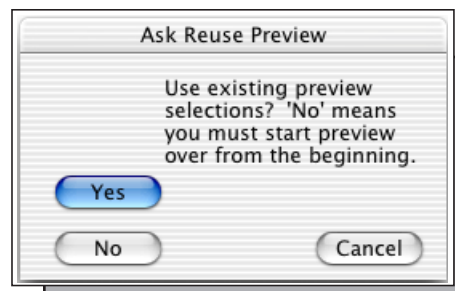 Ask Reuse Preview
Use existing preview
selections?  'No' means
you must start preview
over from the beginning.
Yes
No
Cancel